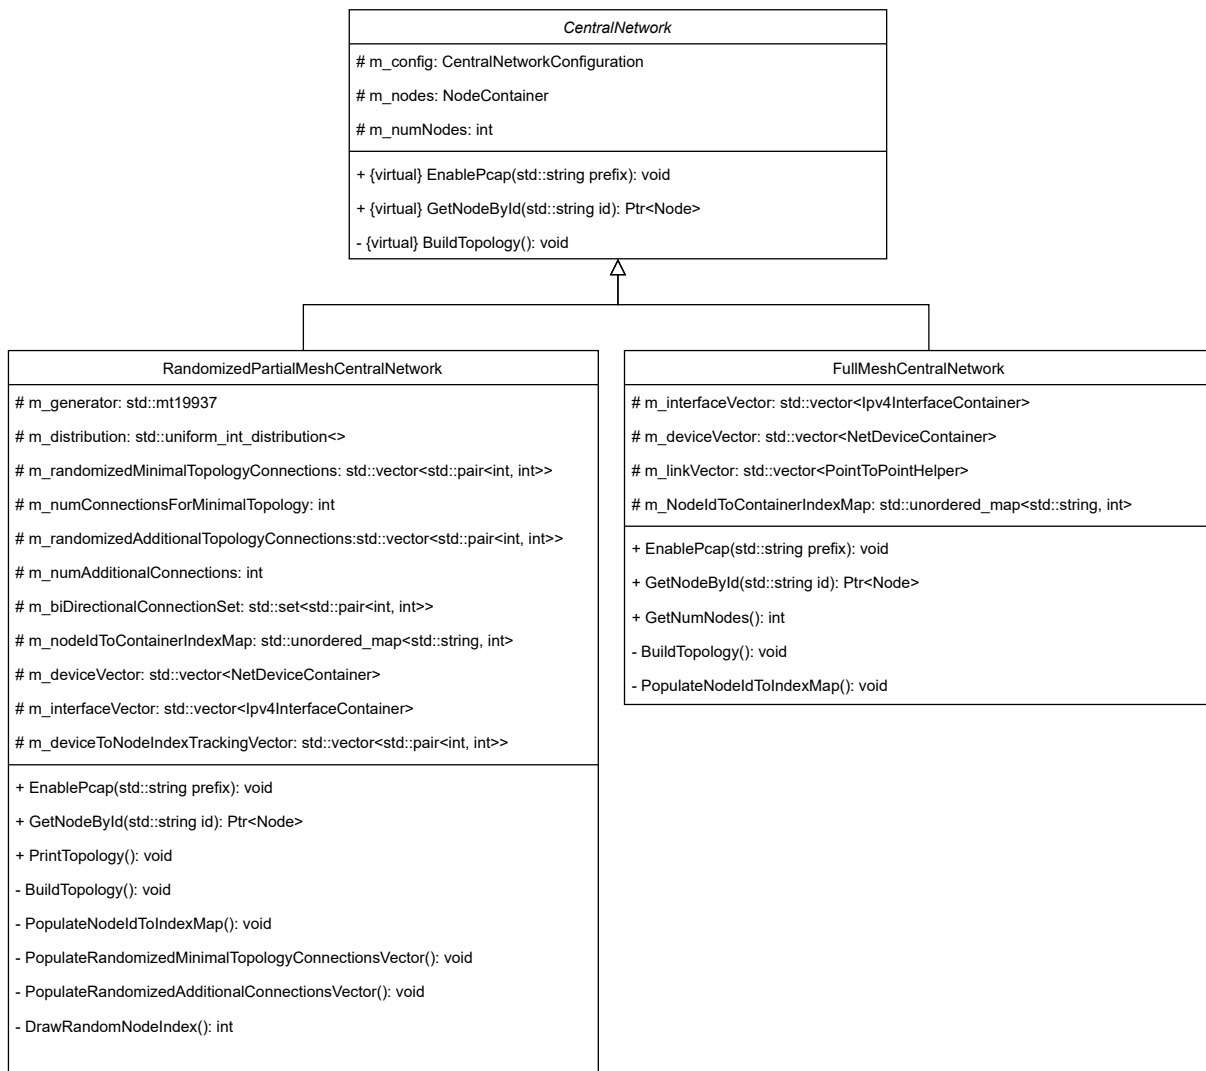 CentralNetwork
# m_config: CentralNetworkConfiguration
# m_nodes: NodeContainer
# m_numNodes: int
+ {virtual} EnablePcap(std::string prefix): void
+ {virtual} GetNodeById(std::string id): Ptr<Node>
- {virtual} BuildTopology(): void
RandomizedPartialMeshCentralNetwork
# m_generator: std::mt19937
# m_distribution: std::uniform_int_distribution<>
# m_randomizedMinimalTopologyConnections: std::vector<std::pair<int, int>>
# m_numConnectionsForMinimalTopology: int
# m_randomizedAdditionalTopologyConnections:std::vector<std::pair<int, int>>
# m_numAdditionalConnections: int
# m_biDirectionalConnectionSet: std::set<std::pair<int, int>>
# m_nodeIdToContainerIndexMap: std::unordered_map<std::string, int>
# m_deviceVector: std::vector<NetDeviceContainer>
# m_interfaceVector: std::vector<Ipv4InterfaceContainer>
# m_deviceToNodeIndexTrackingVector: std::vector<std::pair<int, int>>
+ EnablePcap(std::string prefix): void
+ GetNodeById(std::string id): Ptr<Node>
+ PrintTopology(): void
- BuildTopology(): void
- PopulateNodeIdToIndexMap(): void
- PopulateRandomizedMinimalTopologyConnectionsVector(): void
- PopulateRandomizedAdditionalConnectionsVector(): void
- DrawRandomNodeIndex(): int
FullMeshCentralNetwork
# m_interfaceVector: std::vector<Ipv4InterfaceContainer>
# m_deviceVector: std::vector<NetDeviceContainer>
# m_linkVector: std::vector<PointToPointHelper>
# m_NodeIdToContainerIndexMap: std::unordered_map<std::string, int>
+ EnablePcap(std::string prefix): void
+ GetNodeById(std::string id): Ptr<Node>
+ GetNumNodes(): int
- BuildTopology(): void
- PopulateNodeIdToIndexMap(): void